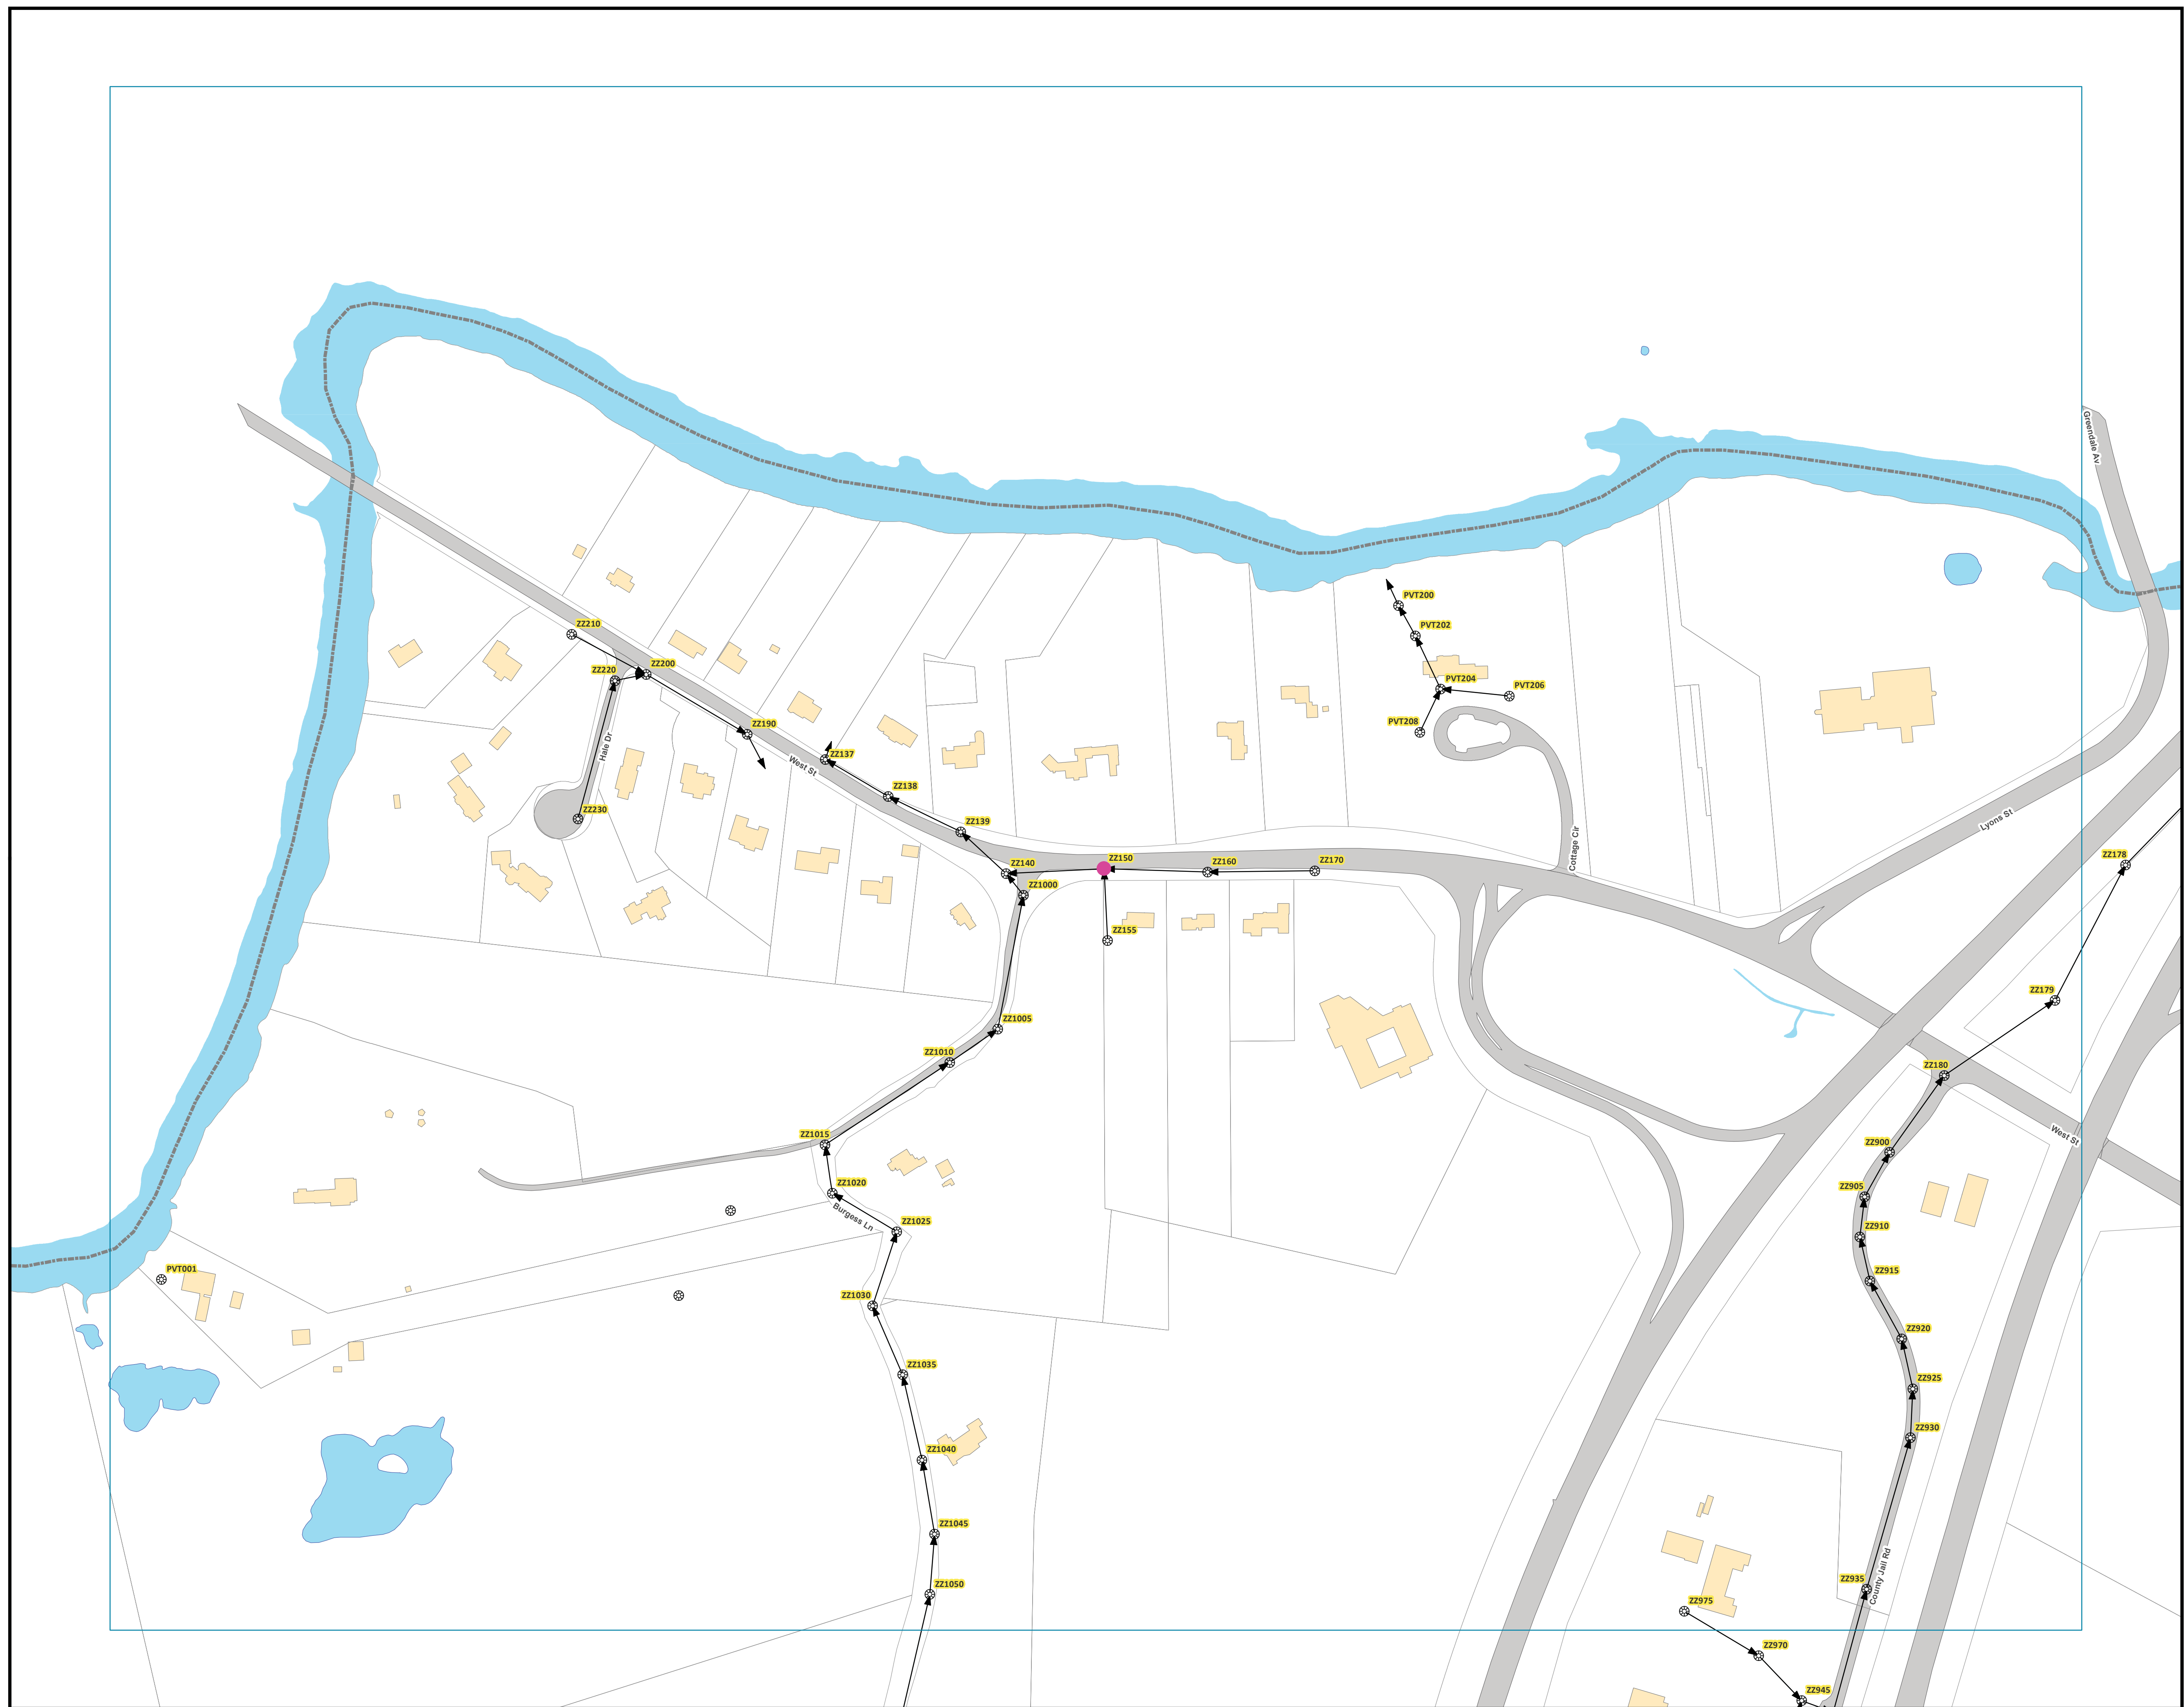 Greendale Av
PVT200
ZZ210
PVT202
ZZ200
ZZ220
PVT204
PVT206
ZZ190
PVT208
Hale Dr
ZZ137
West St
ZZ138
ZZ230
ZZ139
Lyons St
Cottage Cir
ZZ140
ZZ150
ZZ160
ZZ170
ZZ178
ZZ1000
ZZ155
ZZ179
ZZ1005
ZZ1010
ZZ180
ZZ1015
West St
ZZ900
ZZ1020
ZZ905
Burgess Ln
ZZ1025
ZZ910
PVT001
ZZ915
ZZ1030
ZZ920
ZZ1035
ZZ925
ZZ930
ZZ1040
ZZ1045
County Jail Rd
ZZ935
ZZ1050
ZZ975
ZZ970
ZZ945